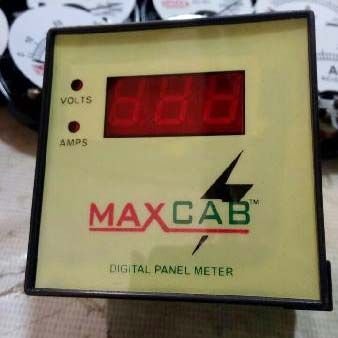 VOLTS
AMPS
MAXCAB™
DIGITAL PANEL METER